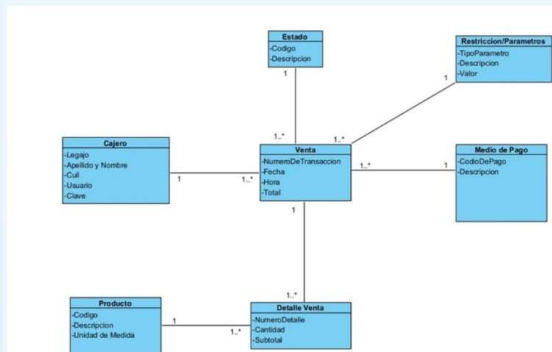 Estado
-Codigo
-Descripcion
1
1..*
Restriccion/Parametros
-TipoParametro
-Descripcion
-Valor
1
1..*
Cajero
-Legajo
-Apellido y Nombre
-Cuil
-Usuario
-Clave
1
1..*
Venta
-NumeroDeTransaccion
-Fecha
-Hora
-Total
1..*
1
Medio de Pago
-CodioDePago
-Descripcion
1
1..*
Producto
-Codigo
-Descripcion
-Unidad de Medida
1
1..*
Detalle Venta
-NumeroDetalle
-Cantidad
-Subtotal